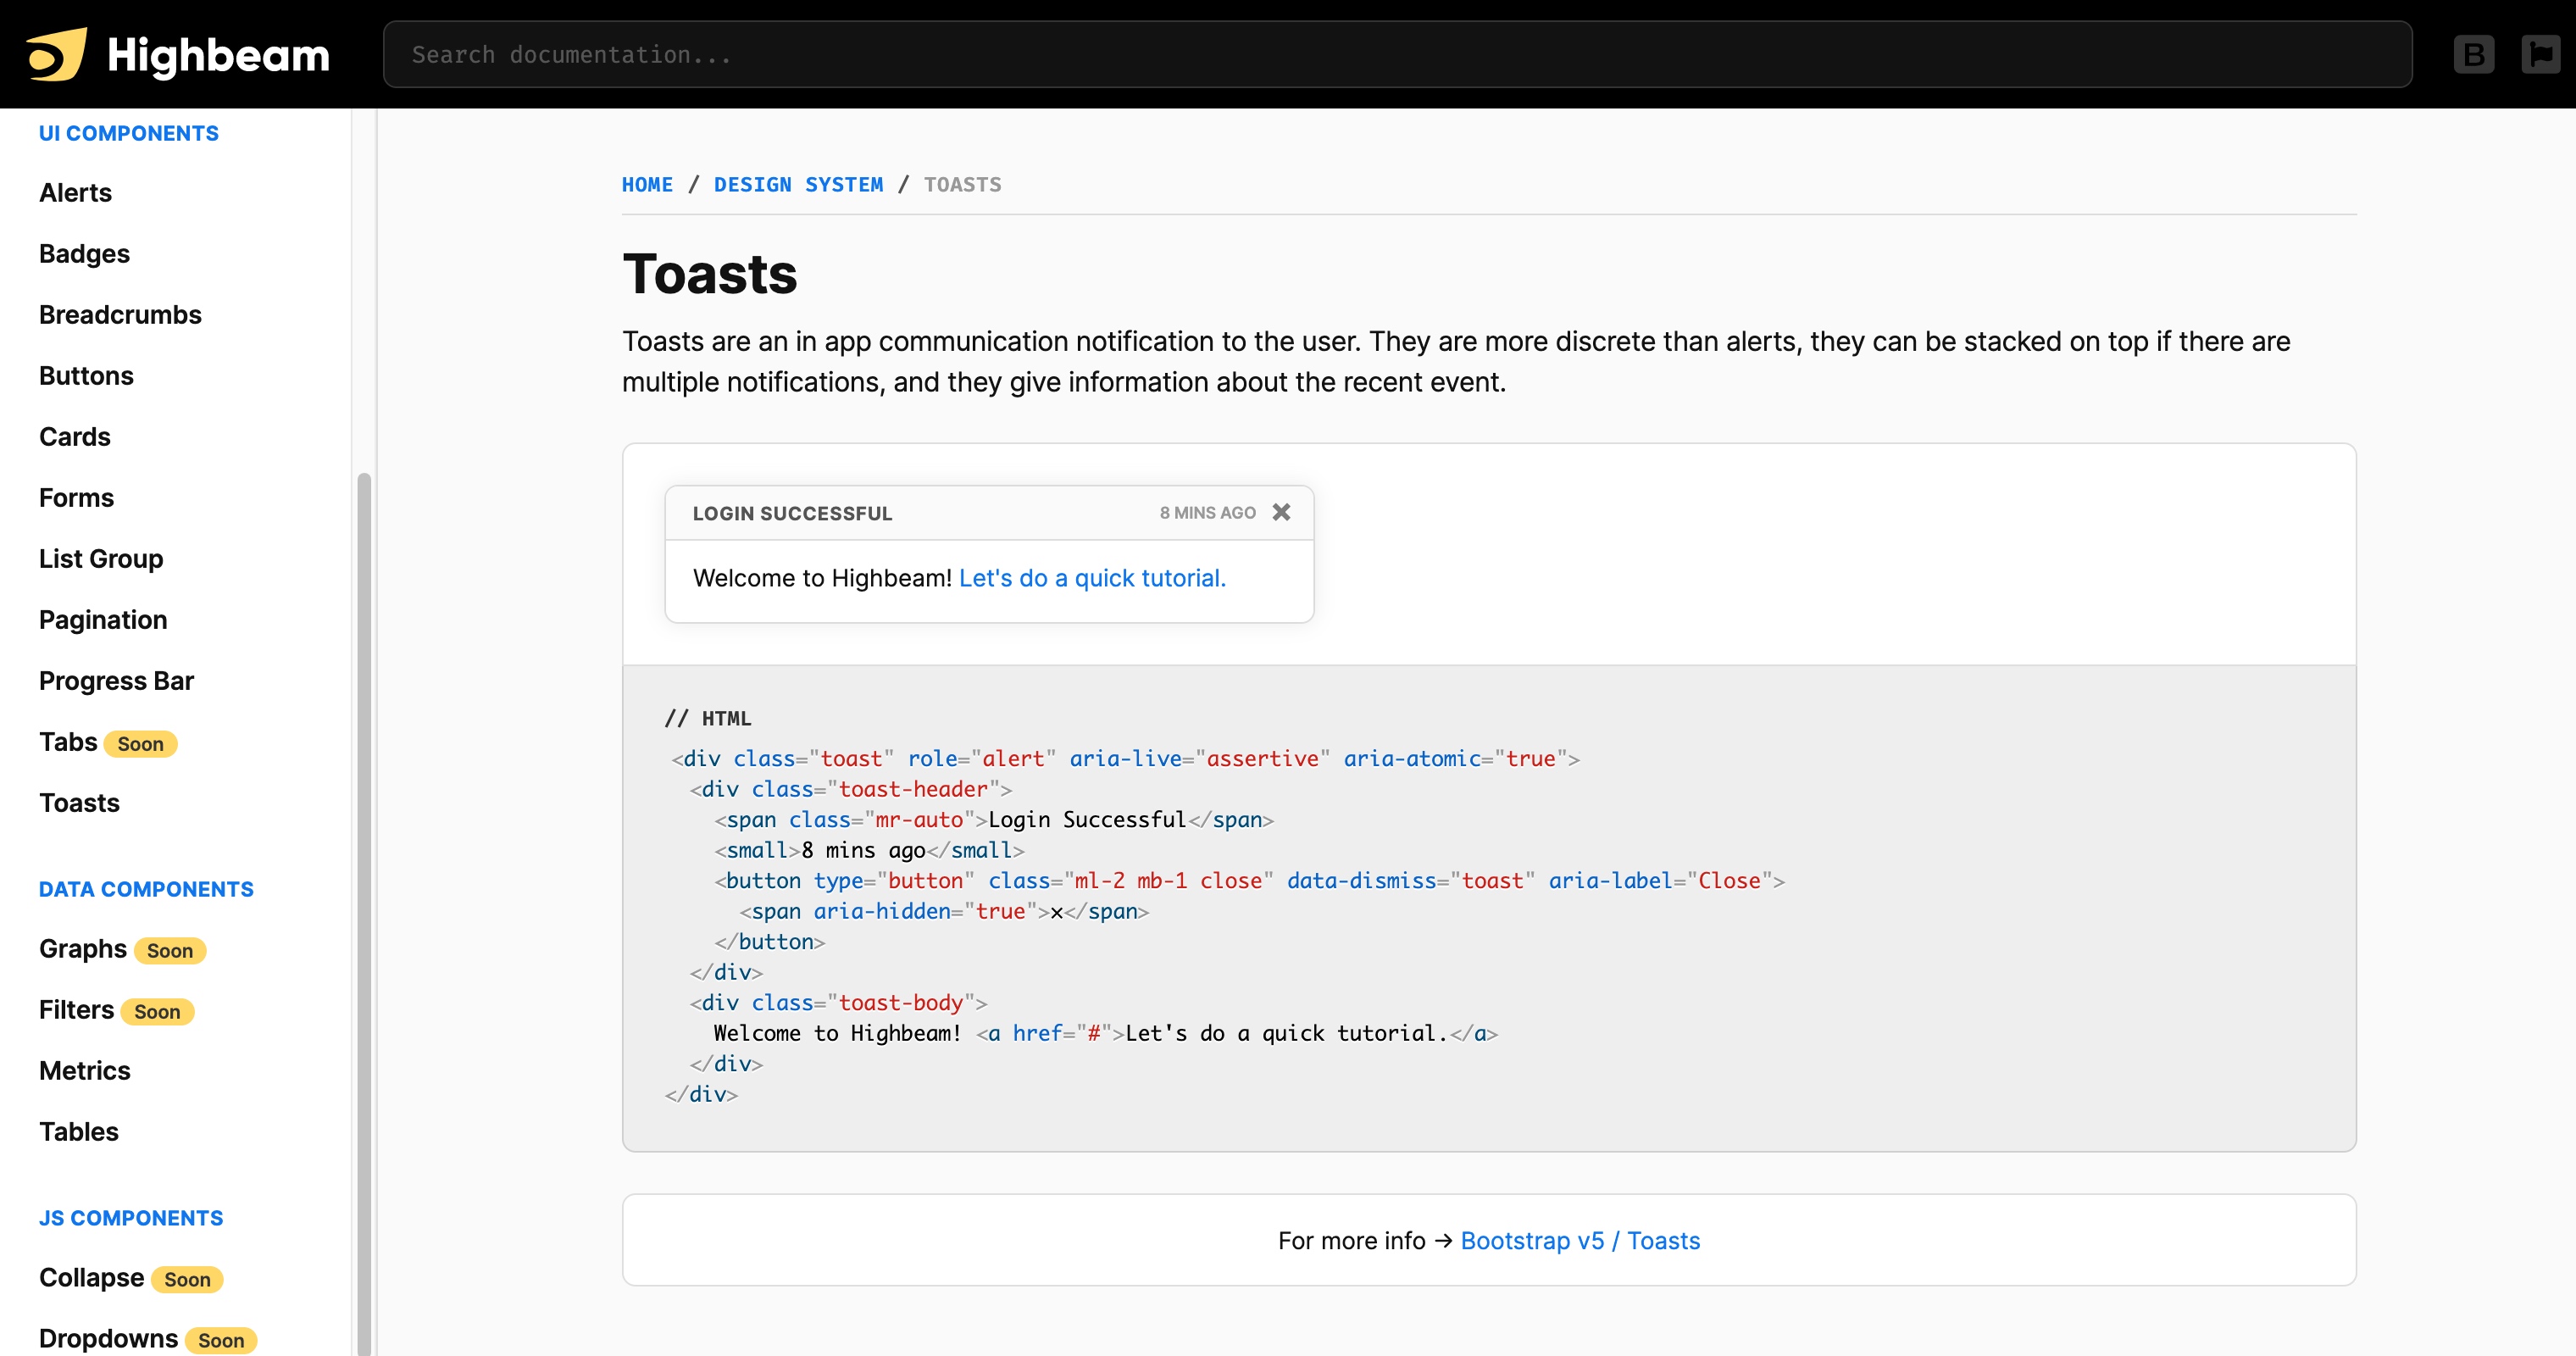 Highbeam
Search documentation...
B
UI COMPONENTS
Alerts
Badges
Breadcrumbs
Buttons
Cards
Forms
List Group
Pagination
Progress Bar
Tabs Soon
Toasts
DATA COMPONENTS
Graphs Soon
Filters Soon
Metrics
Tables
JS COMPONENTS
Collapse Soon
Dropdowns Soon
HOME / DESIGN SYSTEM / TOASTS
Toasts
Toasts are an in app communication notification to the user. They are more discrete than alerts, they can be stacked on top if there are
multiple notifications, and they give information about the recent event.
LOGIN SUCCESSFUL 8 MINS AGO ×
Welcome to Highbeam! Let's do a quick tutorial.
// HTML
<div class="toast" role="alert" aria-live="assertive" aria-atomic="true">
<div class="toast-header">
<span class="mr-auto">Login Successful</span>
<small>8 mins ago</small>
<button type="button" class="ml-2 mb-1 close" data-dismiss="toast" aria-label="Close">
<span aria-hidden="true">×</span>
</button>
</div>
<div class="toast-body">
Welcome to Highbeam! <a href="#">Let's do a quick tutorial.</a>
</div>
</div>
For more info → Bootstrap v5 / Toasts